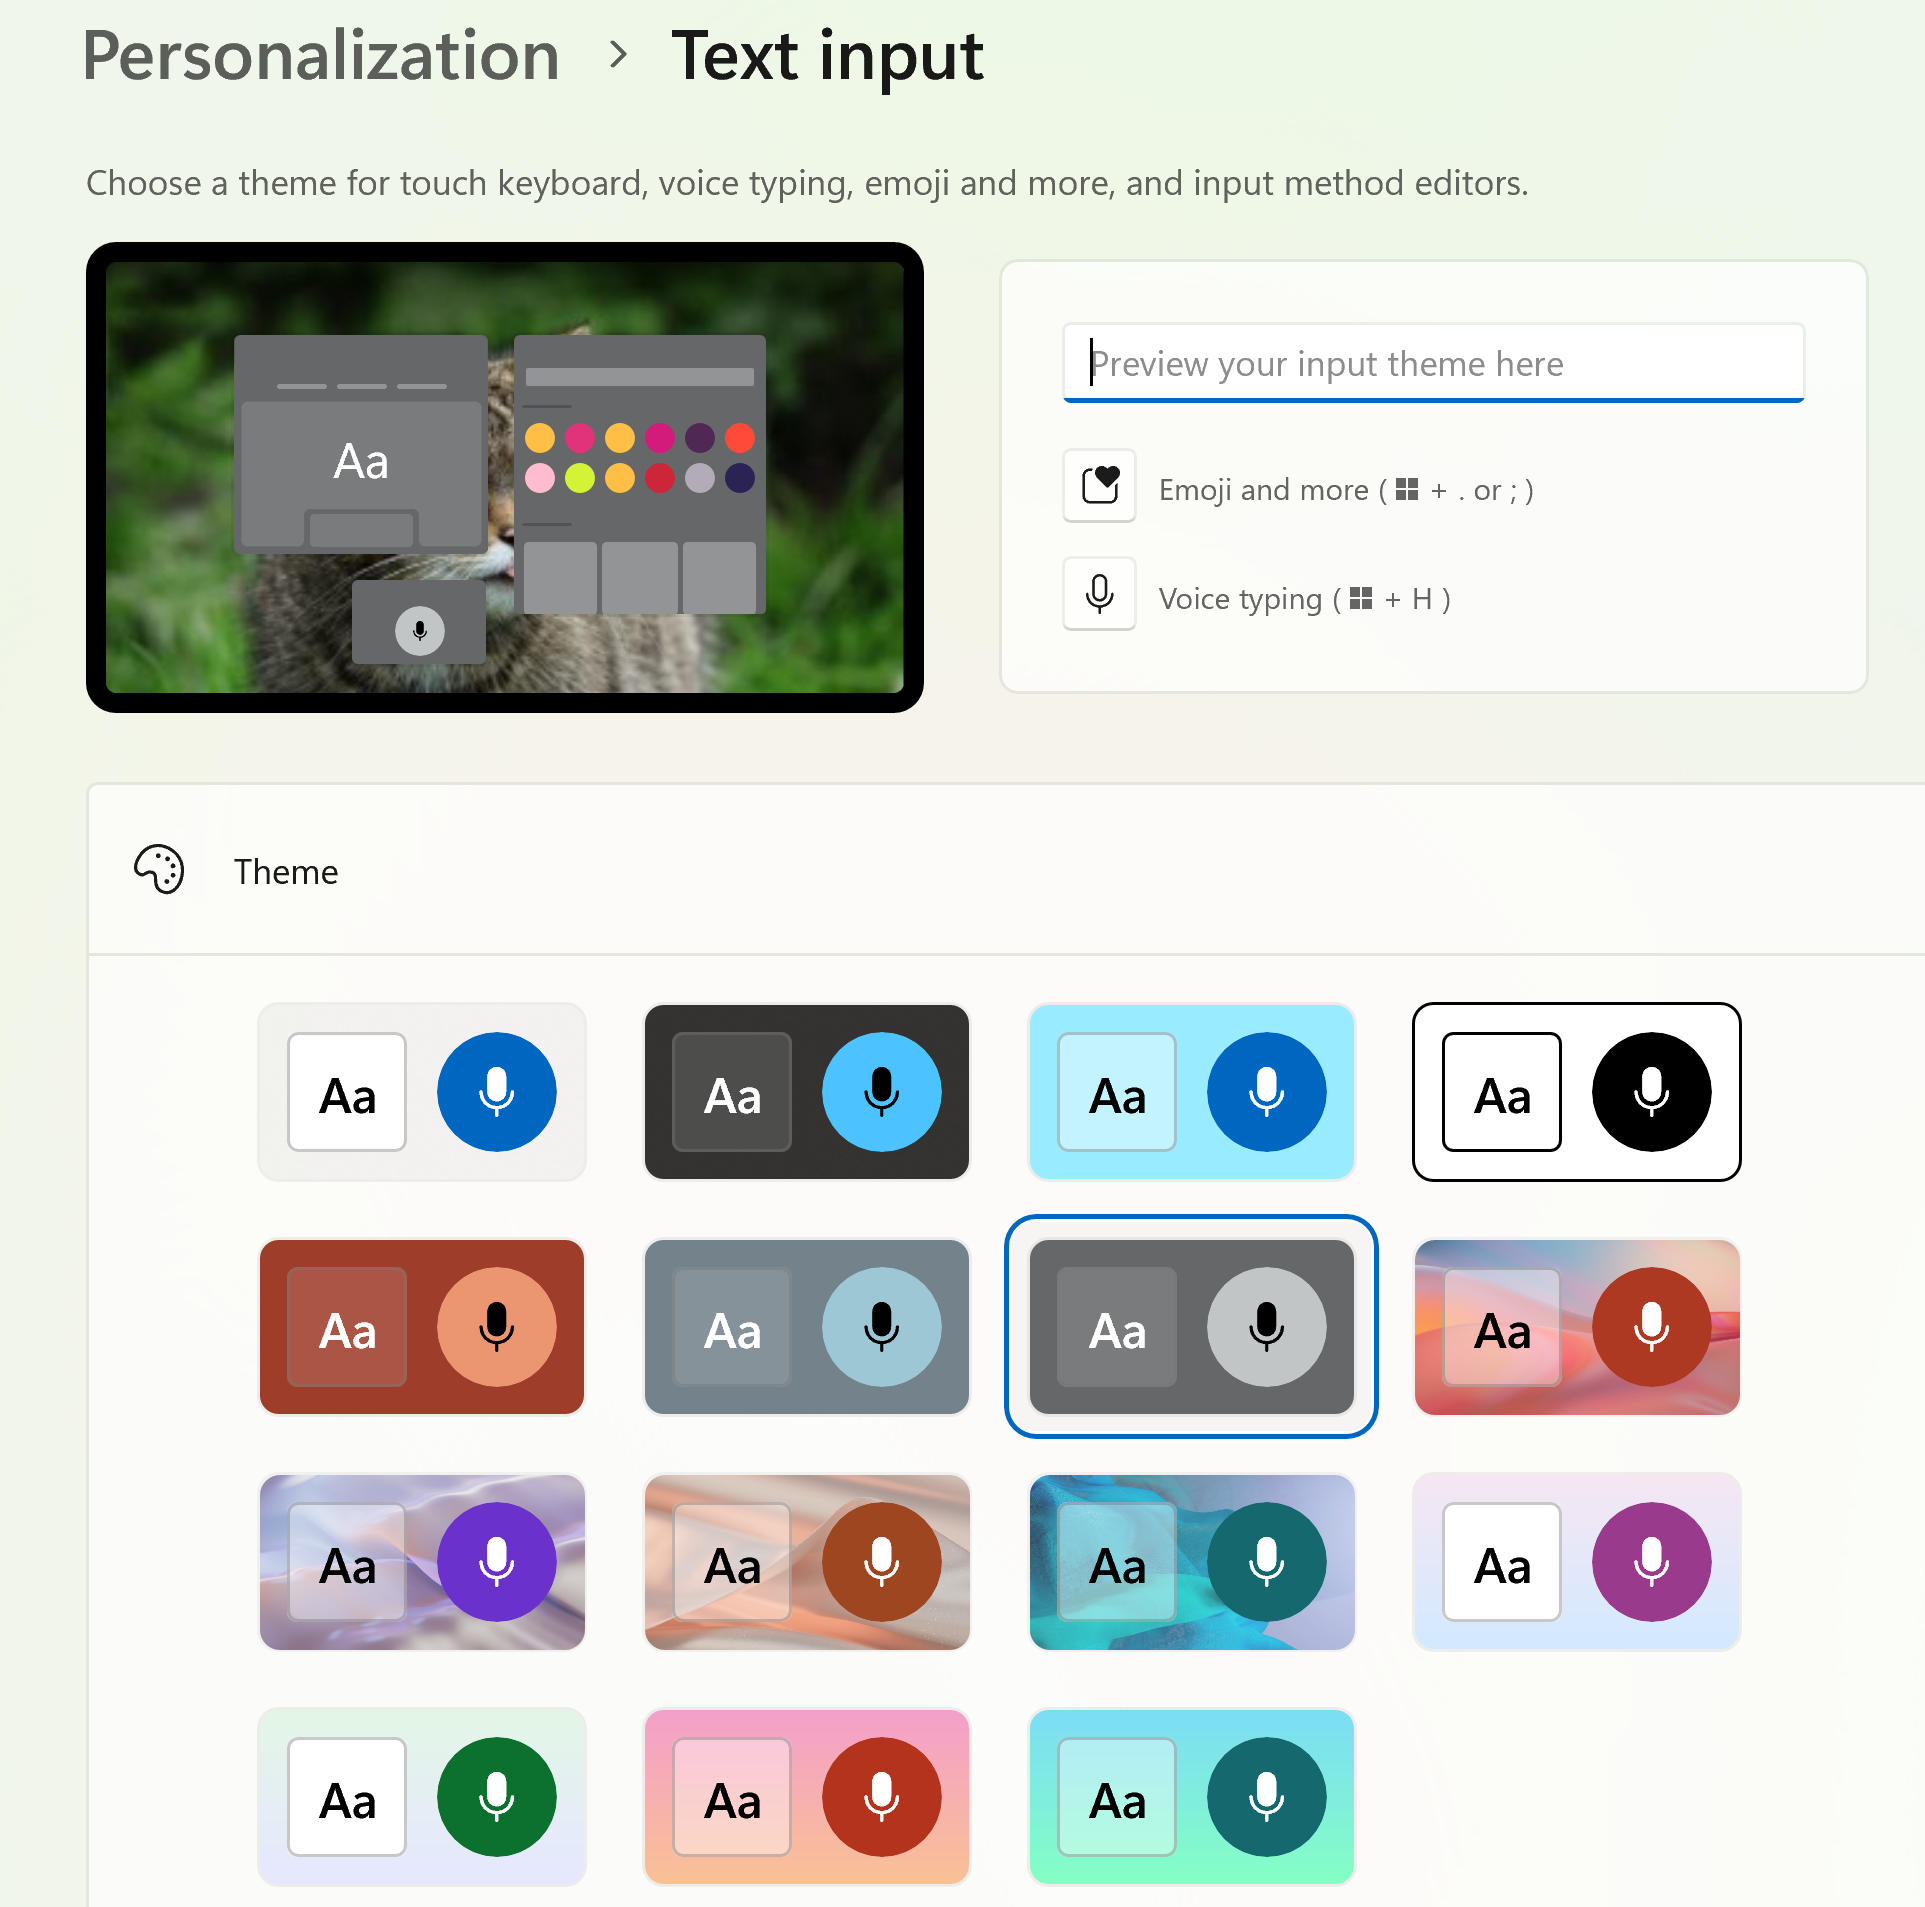 Personalization > Text input
Choose a theme for touch keyboard, voice typing, emoji and more, and input method editors.
Aa
Preview your input theme here
Emoji and more ( + . or ; )
Voice typing ( + H )
Theme
Aa Aa Aa Aa
Aa Aa Aa Aa
Aa Aa Aa Aa
Aa Aa Aa